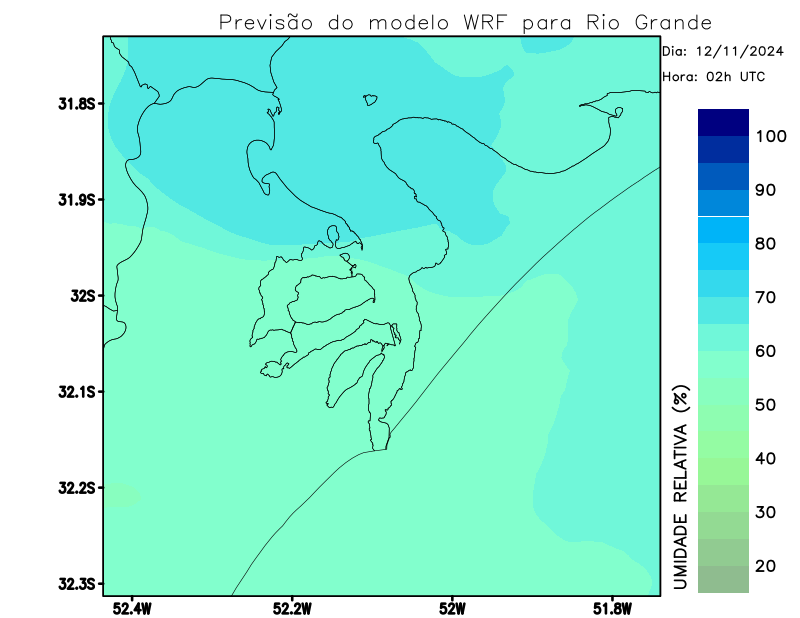 Previsão do modelo WRF para Rio Grande
Dia: 12/11/2024
Hora: 02h UTC
31.8S
31.9S
32S
32.1S
32.2S
32.3S
52.4W
52.2W
52W
51.8W
100
90
80
70
60
50
40
30
20
UMIDADE RELATIVA (%)